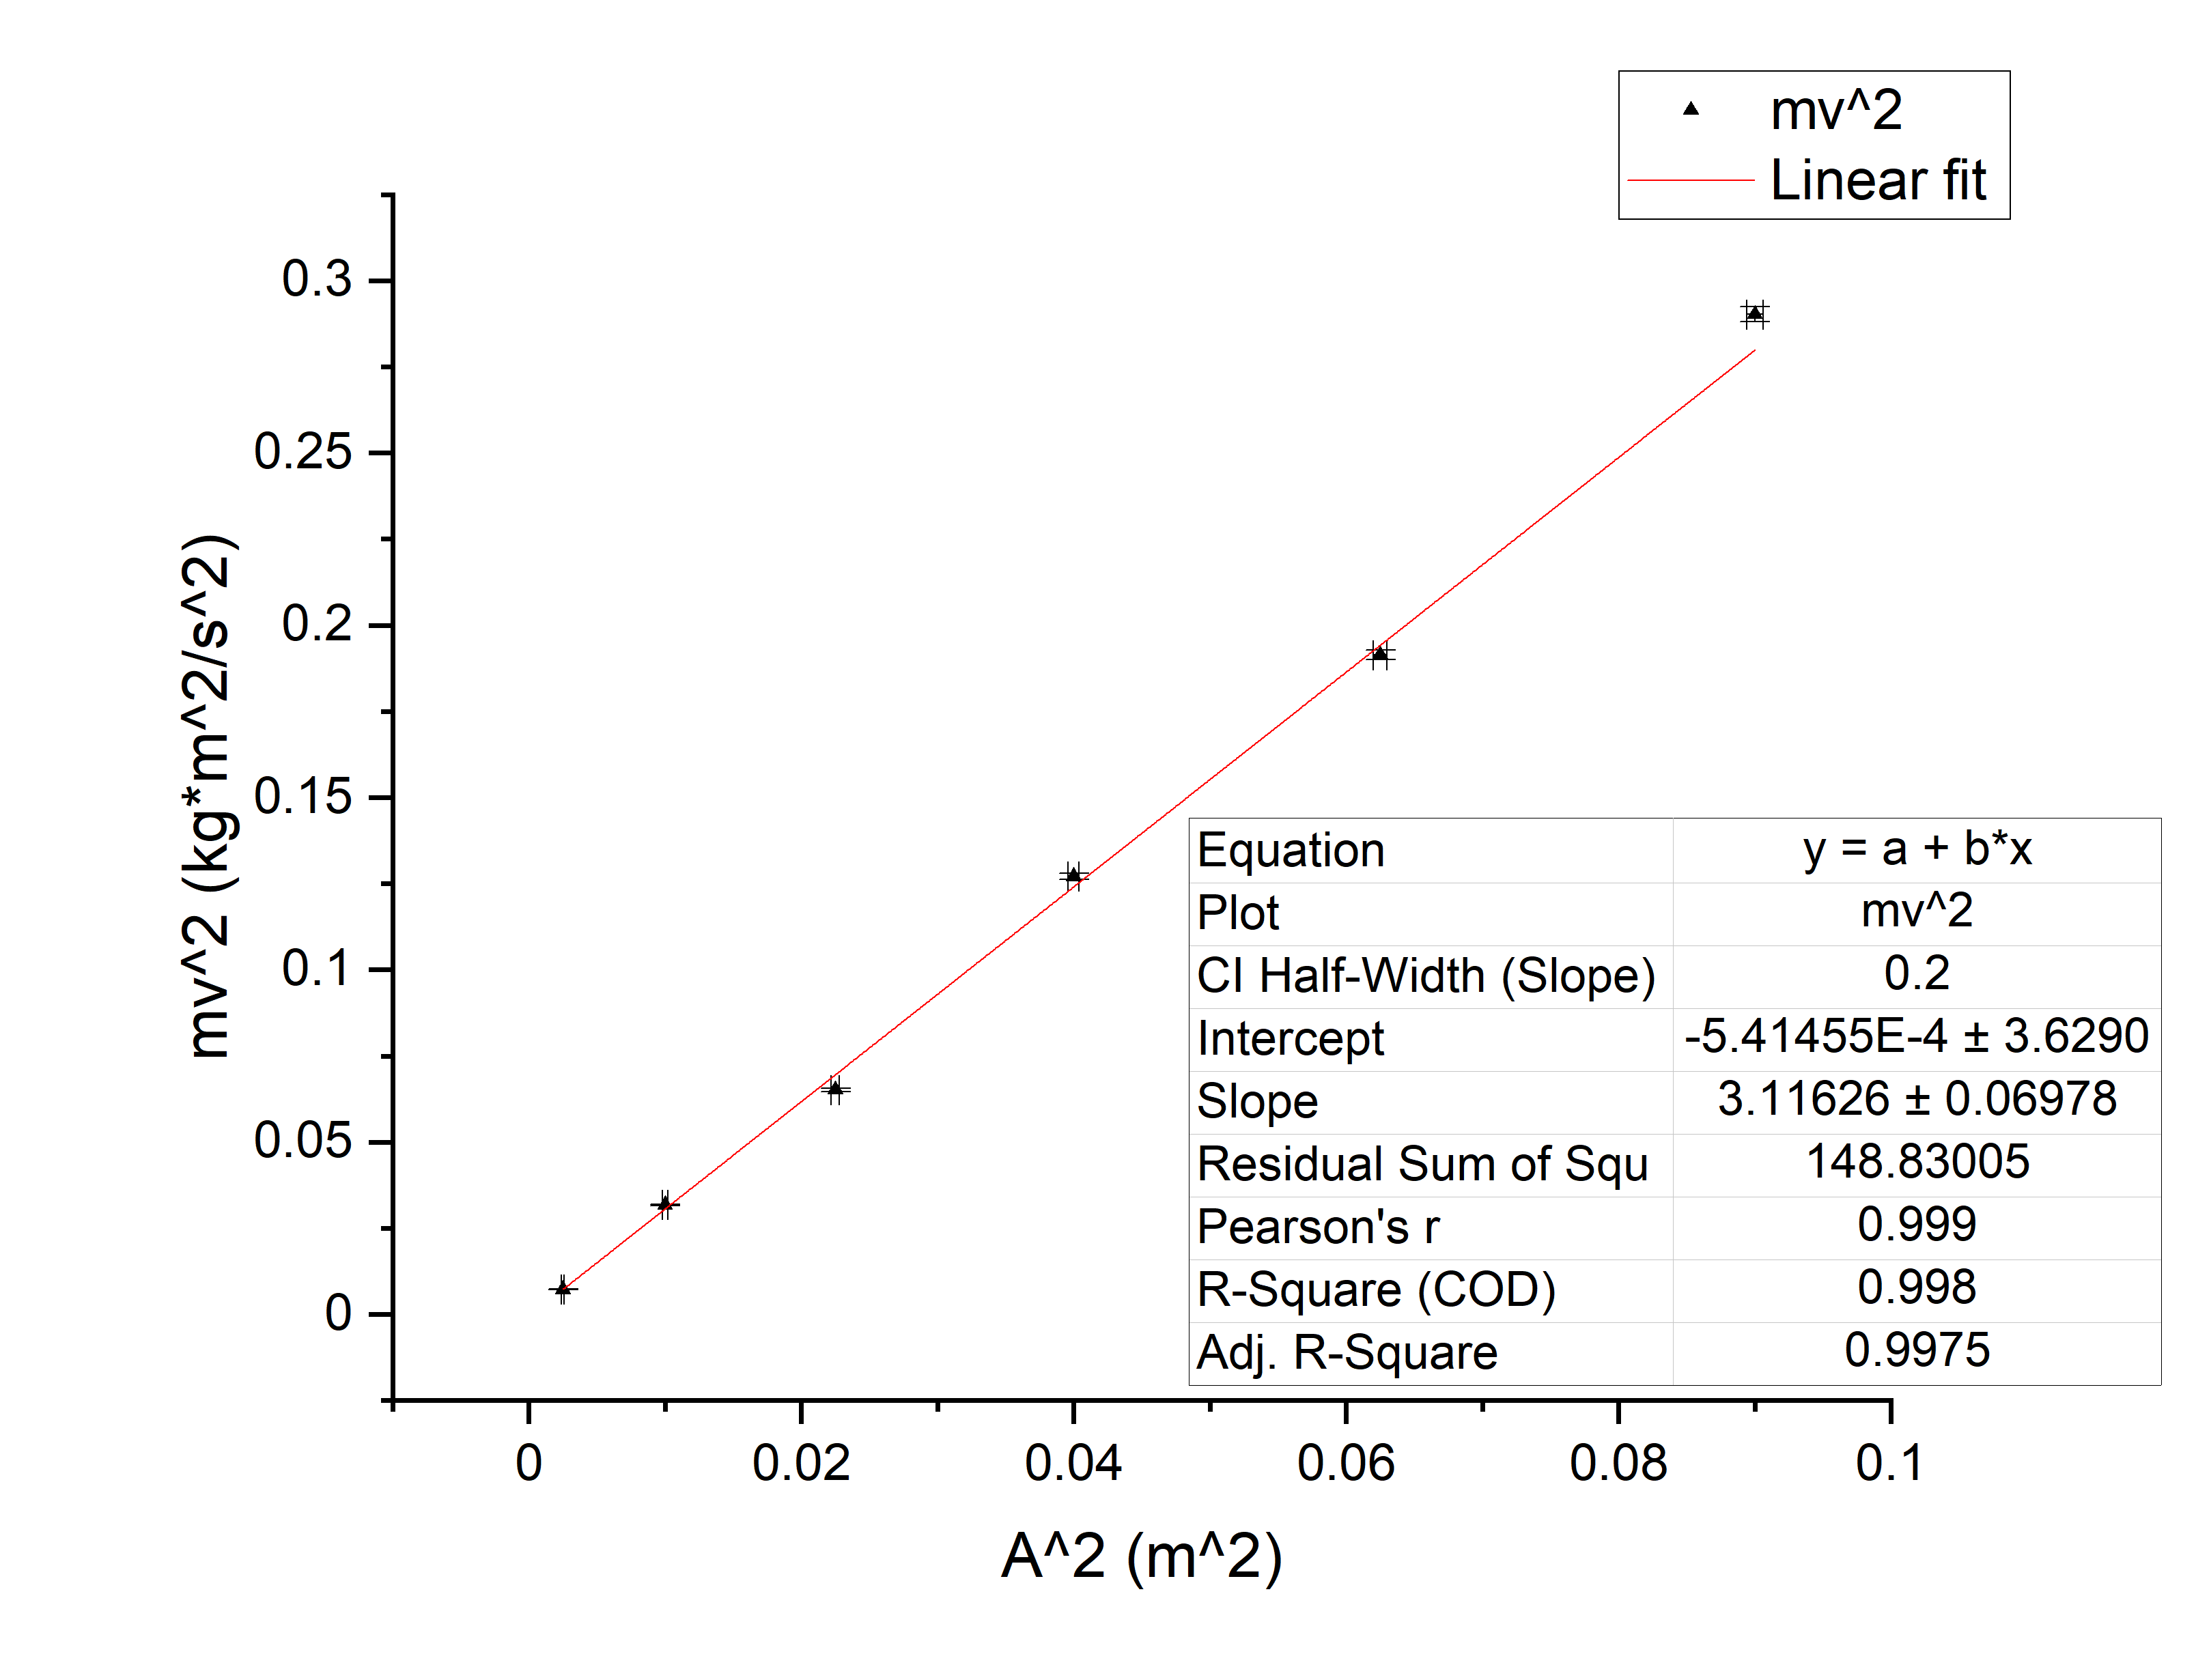 mv^2
Linear fit
0.3
0.25
0.2
0.15
0.1
0.05
0
mv^2 (kg*m^2/s^2)
Equation y = a + b*x
Plot mv^2
CI Half-Width (Slope) 0.2
Intercept -5.41455E-4 ± 3.6290
Slope 3.11626 ± 0.06978
Residual Sum of Squ 148.83005
Pearson's r 0.999
R-Square (COD) 0.998
Adj. R-Square 0.9975
0 0.02 0.04 0.06 0.08 0.1
A^2 (m^2)